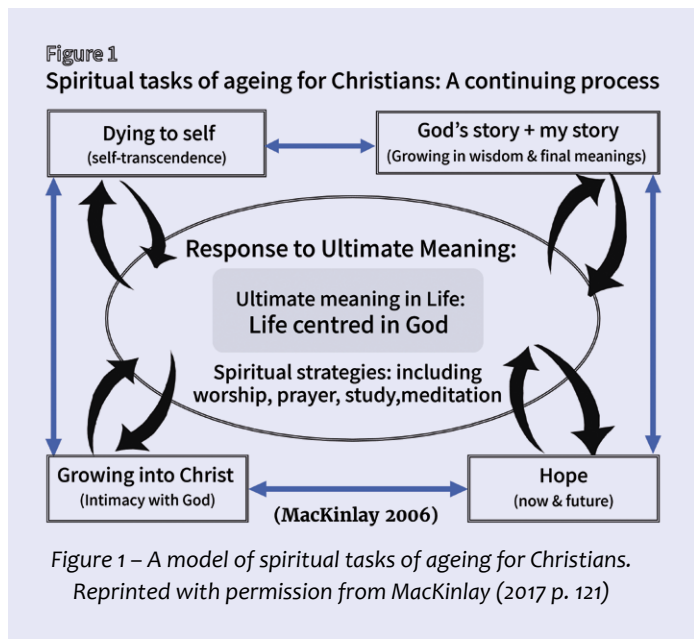 Figure 1
Spiritual tasks of ageing for Christians: A continuing process
Dying to self
(self-transcendence)
God's story + my story
(Growing in wisdom & final meanings)
Response to Ultimate Meaning:
Ultimate meaning in Life:
Life centred in God
Spiritual strategies: including
worship, prayer, study,meditation
Growing into Christ
(Intimacy with God)
Hope
(now & future)
(MacKinlay 2006)
Figure 1 – A model of spiritual tasks of ageing for Christians.
Reprinted with permission from MacKinlay (2017 p. 121)